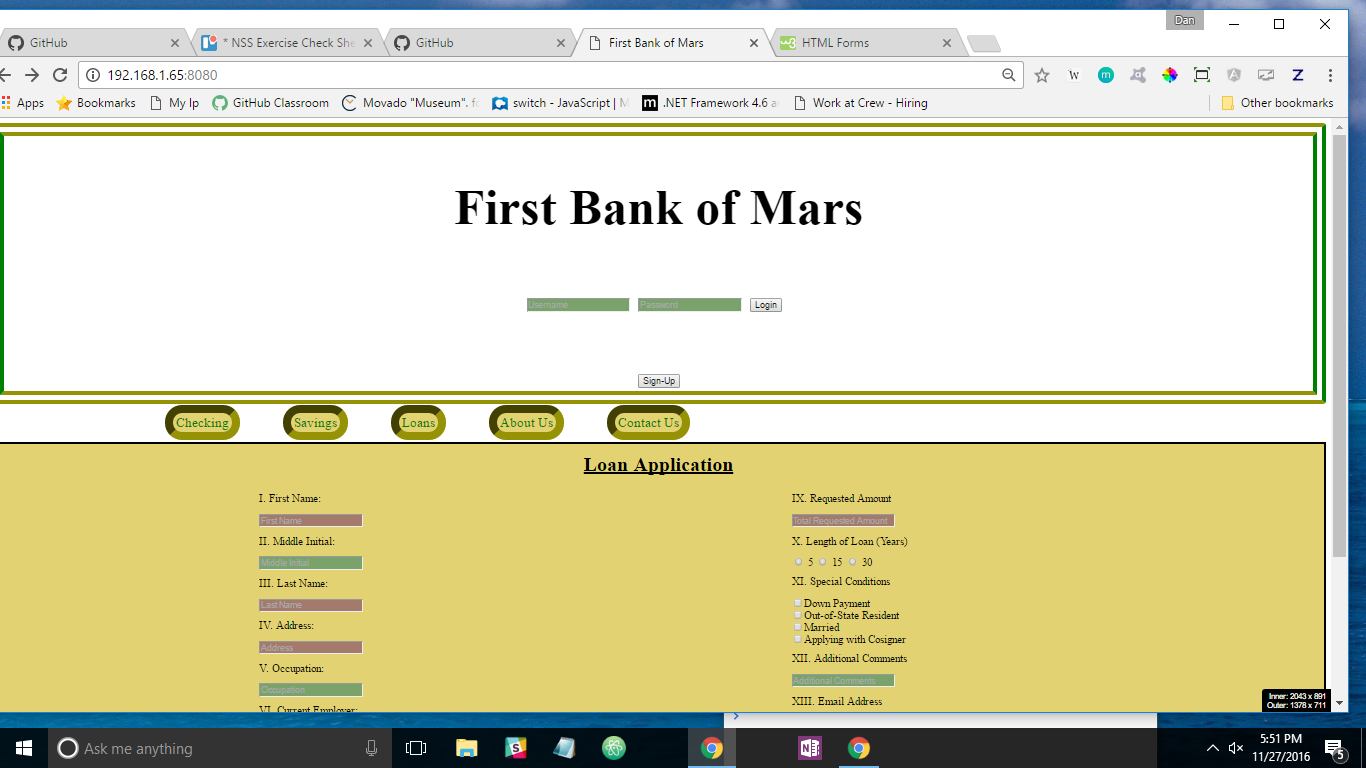 Dan
GitHub
* NSS Exercise Check She
GitHub
First Bank of Mars
HTML Forms
192.168.1.65:8080
Apps
Bookmarks
My Ip
GitHub Classroom
Movado "Museum". fo
switch - JavaScript | M
.NET Framework 4.6 a
Work at Crew - Hiring
Other bookmarks
First Bank of Mars
Username
Password
Login
Sign-Up
Checking
Savings
Loans
About Us
Contact Us
Loan Application
I. First Name:
First Name
II. Middle Initial:
Middle Initial
III. Last Name:
Last Name
IV. Address:
Address
V. Occupation:
Occupation
VI. Current Employer:
IX. Requested Amount
Total Requested Amount
X. Length of Loan (Years)
5 15 30
XI. Special Conditions
Down Payment
Out-of-State Resident
Married
Applying with Cosigner
XII. Additional Comments
Additional Comments
XIII. Email Address
Inner: 2043 x 891
Outer: 1378 x 711
Ask me anything
5:51 PM
11/27/2016
5